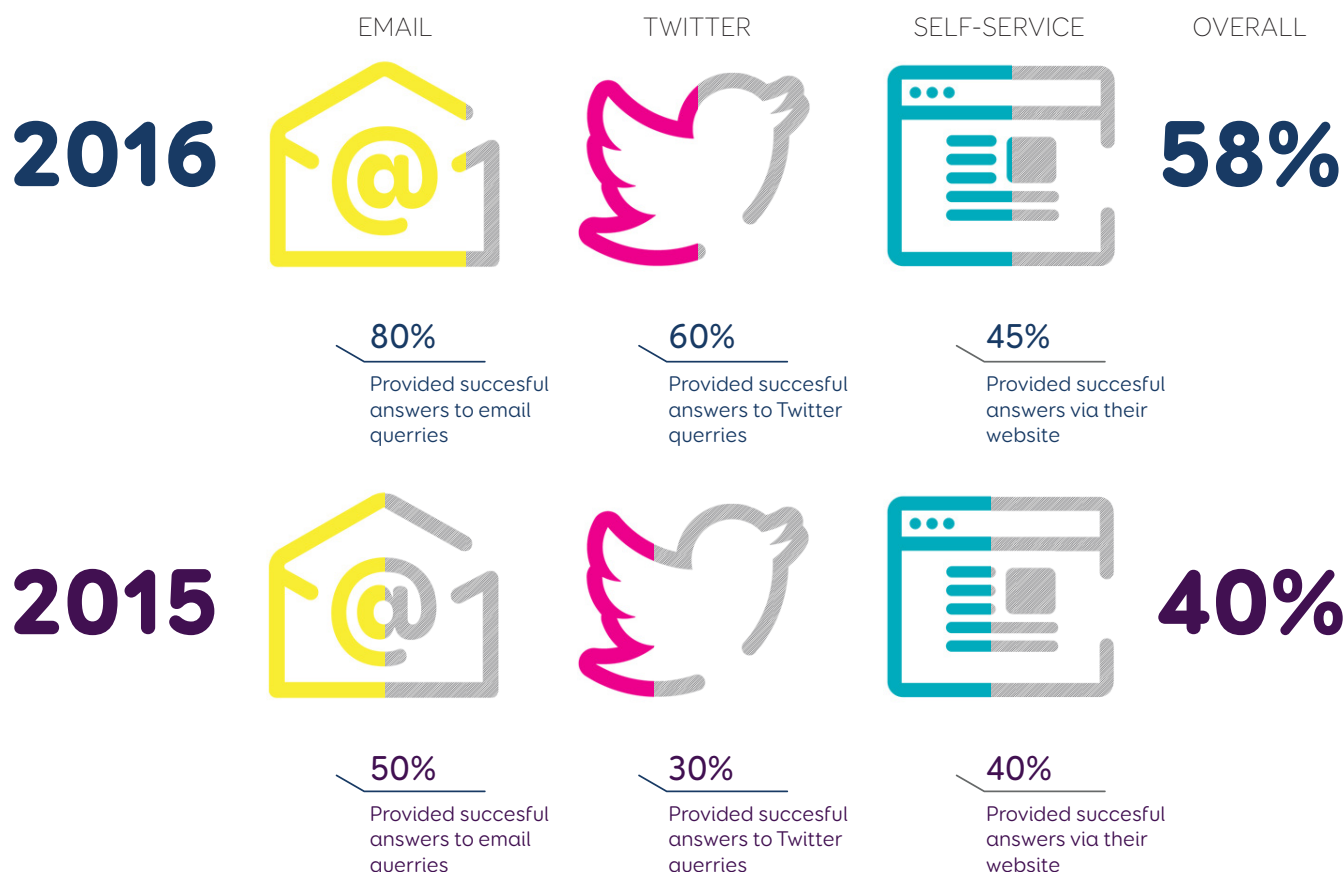 EMAIL
TWITTER
SELF-SERVICE
OVERALL
2016
@
58%
80%
Provided succesful
answers to email
querries
60%
Provided succesful
answers to Twitter
querries
45%
Provided succesful
answers via their
website
2015
@
40%
50%
Provided succesful
answers to email
querries
30%
Provided succesful
answers to Twitter
querries
40%
Provided succesful
answers via their
website